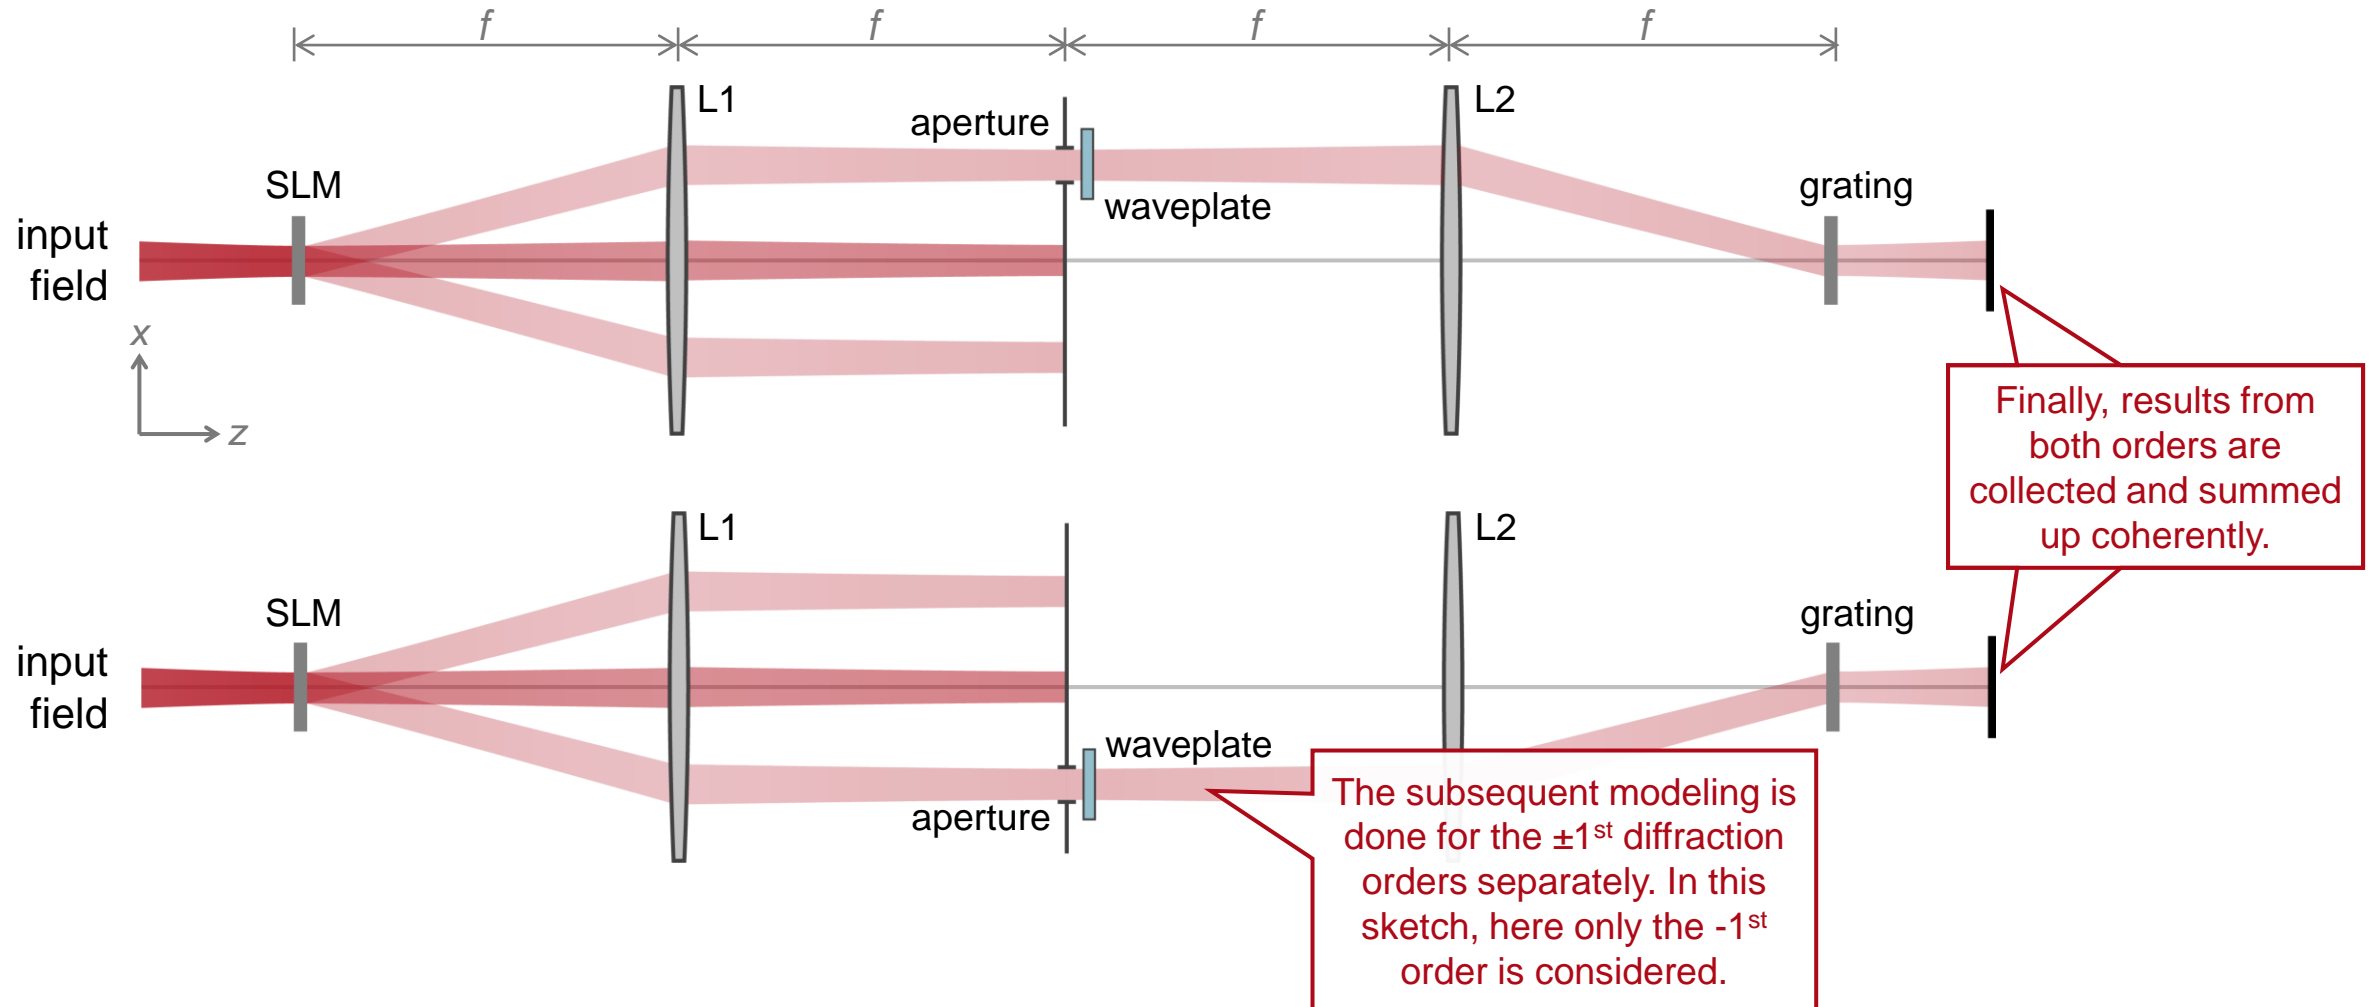 f f f f
L1
L2
aperture
SLM
grating
waveplate
input
field
x
z
Finally, results from
both orders are
collected and summed
up coherently.
L1
L2
SLM
grating
input
field
waveplate
aperture
The subsequent modeling is
done for the ±1st diffraction
orders separately. In this
sketch, here only the -1st
order is considered.